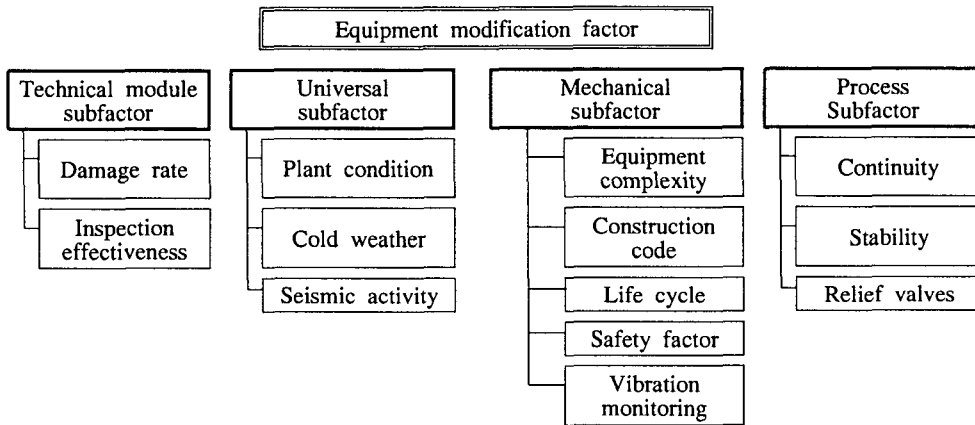 Equipment modification factor
Technical module
subfactor
Damage rate
Inspection
effectiveness
Universal
subfactor
Plant condition
Cold weather
Seismic activity
Mechanical
subfactor
Equipment
complexity
Construction
code
Life cycle
Safety factor
Vibration
monitoring
Process
Subfactor
Continuity
Stability
Relief valves